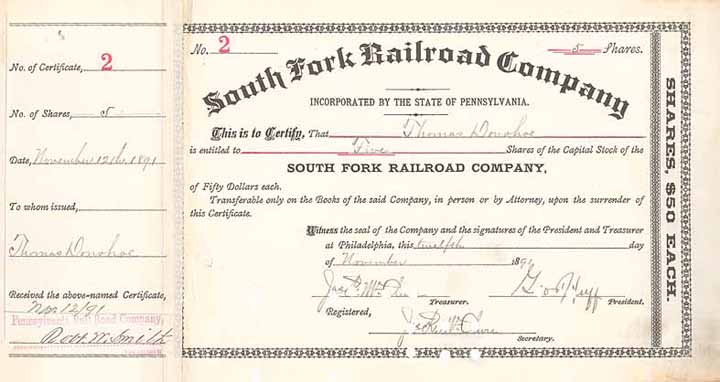 No. of Certificate, 2
No. of Shares, 5
Date, November 12th, 1891
To whom issued,
Thomas Donohoe
Received the above-named Certificate,
Nov 12/91
Pennsylvania Rail Road Company,
Robt W. Smith
No. 2
5 Shares.
South Fork Railroad Company
INCORPORATED BY THE STATE OF PENNSYLVANIA.
This is to Certify, That Thomas Donohoe
is entitled to Five Shares of the Capital Stock of the
SOUTH FORK RAILROAD COMPANY,
of Fifty Dollars each.
Transferable only on the Books of the said Company, in person or by Attorney, upon the surrender of
this Certificate.
Witness the seal of the Company and the signatures of the President and Treasurer
at Philadelphia, this twelfth day
of November 1891
Treasurer. President.
Registered,
Secretary.
SHARES, $50 EACH.